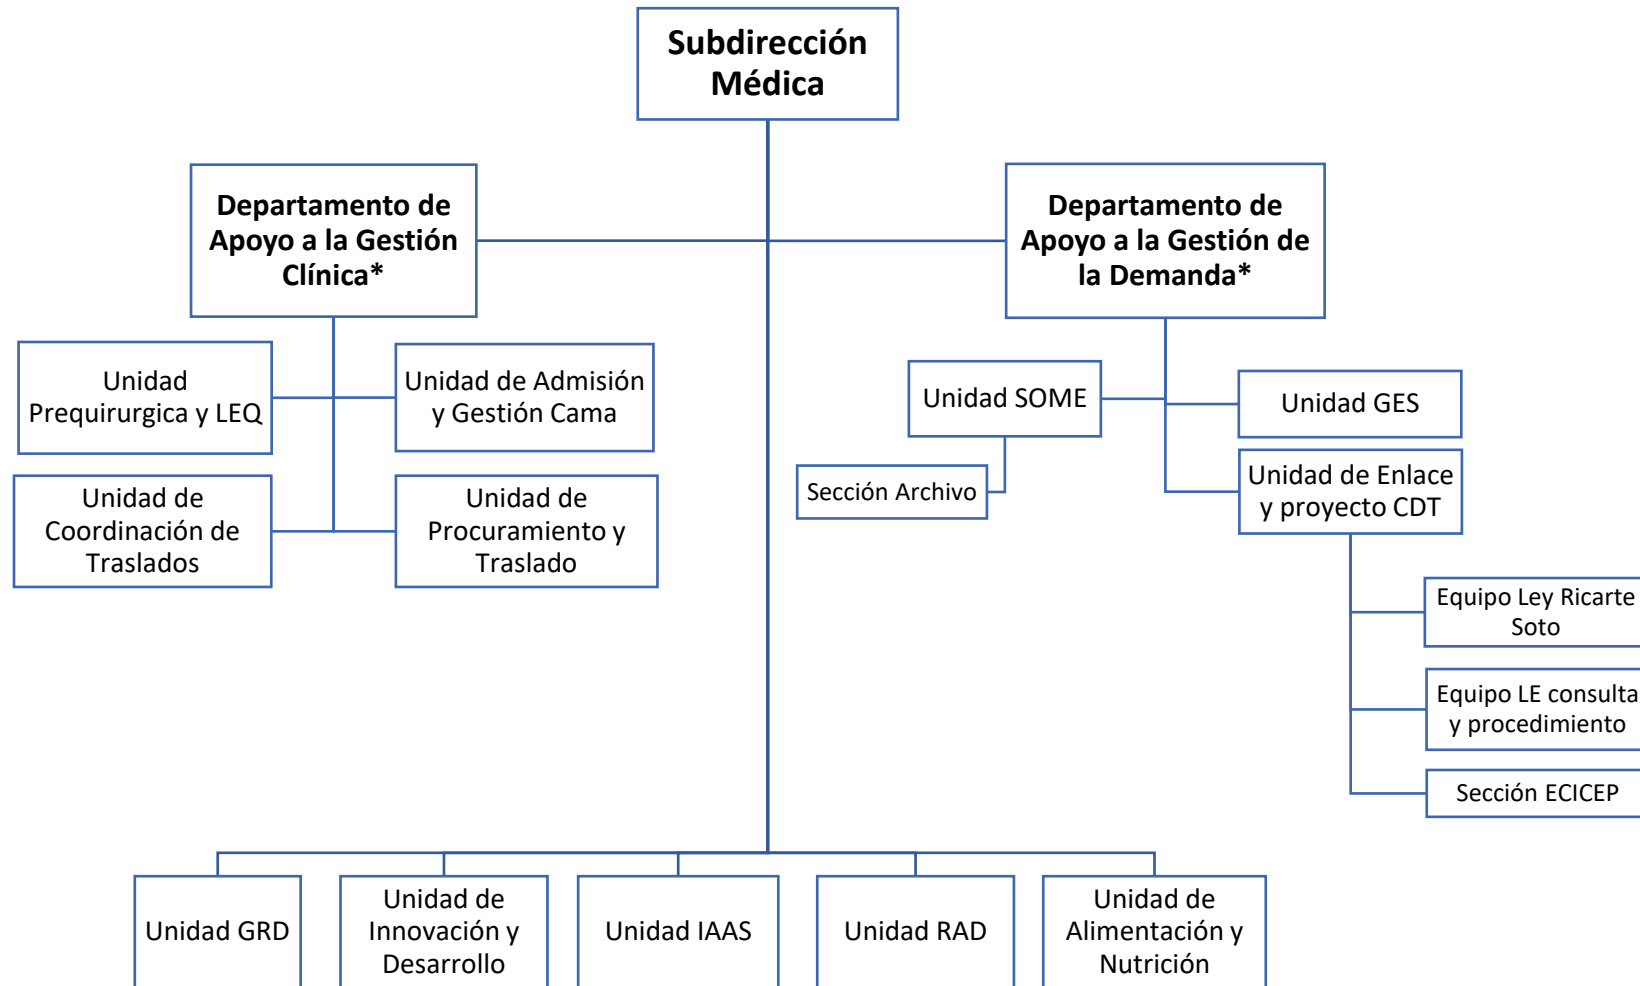 Subdirección
Médica
Departamento de
Apoyo a la Gestión
Clínica*
Departamento de
Apoyo a la Gestión de
la Demanda*
Unidad
Prequirurgica y LEQ
Unidad de Admisión
y Gestión Cama
Unidad SOME
Unidad GES
Sección Archivo
Unidad de Enlace
y proyecto CDT
Unidad de
Coordinación de
Traslados
Unidad de
Procuramiento y
Traslado
Equipo Ley Ricarte
Soto
Equipo LE consulta
y procedimiento
Sección ECICEP
Unidad GRD
Unidad de
Innovación y
Desarrollo
Unidad IAAS
Unidad RAD
Unidad de
Alimentación y
Nutrición